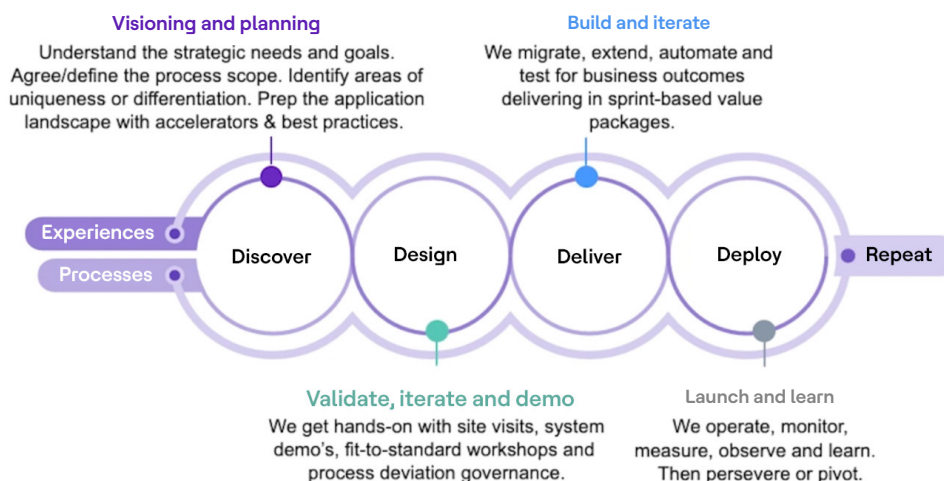 Visioning and planning
Understand the strategic needs and goals.
Agree/define the process scope. Identify areas of
uniqueness or differentiation. Prep the application
landscape with accelerators & best practices.
Build and iterate
We migrate, extend, automate and
test for business outcomes
delivering in sprint-based value
packages.
Experiences
Processes
Discover
Design
Deliver
Deploy
Repeat
Validate, iterate and demo
We get hands-on with site visits, system
demo's, fit-to-standard workshops and
process deviation governance.
Launch and learn
We operate, monitor,
measure, observe and learn.
Then persevere or pivot.